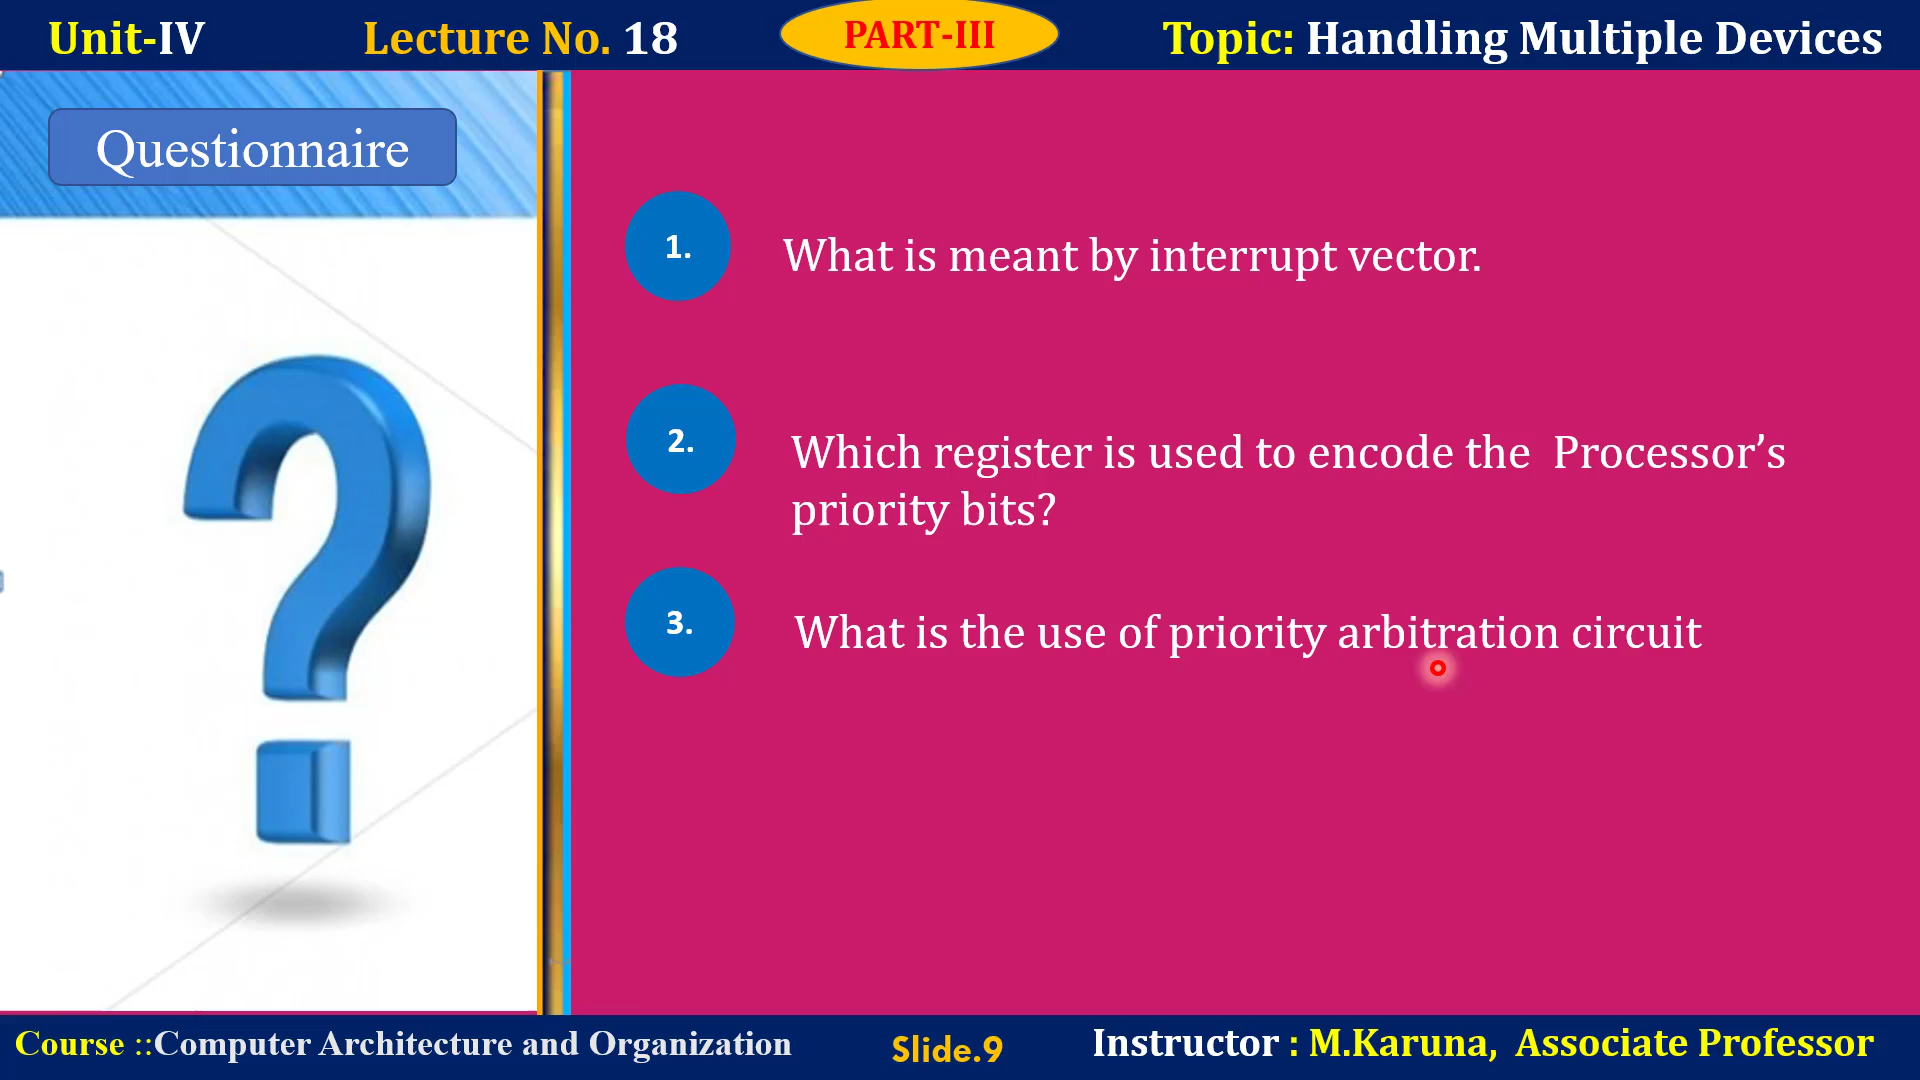 Unit-IV Lecture No. 18 PART-III Topic: Handling Multiple Devices
Questionnaire
1. What is meant by interrupt vector.
2. Which register is used to encode the Processor’s
priority bits?
3. What is the use of priority arbitration circuit
Course ::Computer Architecture and Organization Slide.9 Instructor : M.Karuna, Associate Professor